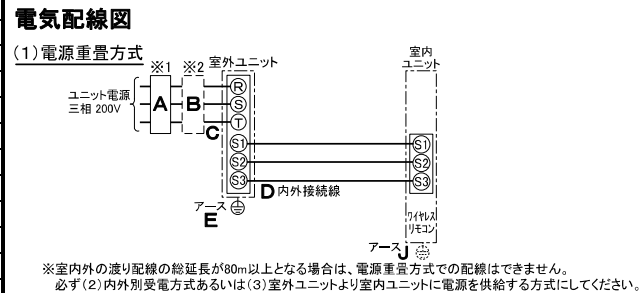 電気配線図
(1)電源重畳方式
※1 ※2 室外ユニット
室内
ユニット
ユニット電源
三相 200V
A
B
C
R
S
T
S1
S2
S3
S1
S2
S3
D 内外接続線
アース
E
ワイヤレス
リモコン
アース J
※室内外の渡り配線の総延長が80m以上となる場合は、電源重畳方式での配線はできません。
必ず(2)内外別受電方式あるいは(3)室外ユニットより室内ユニットに電源を供給する方式にしてください。